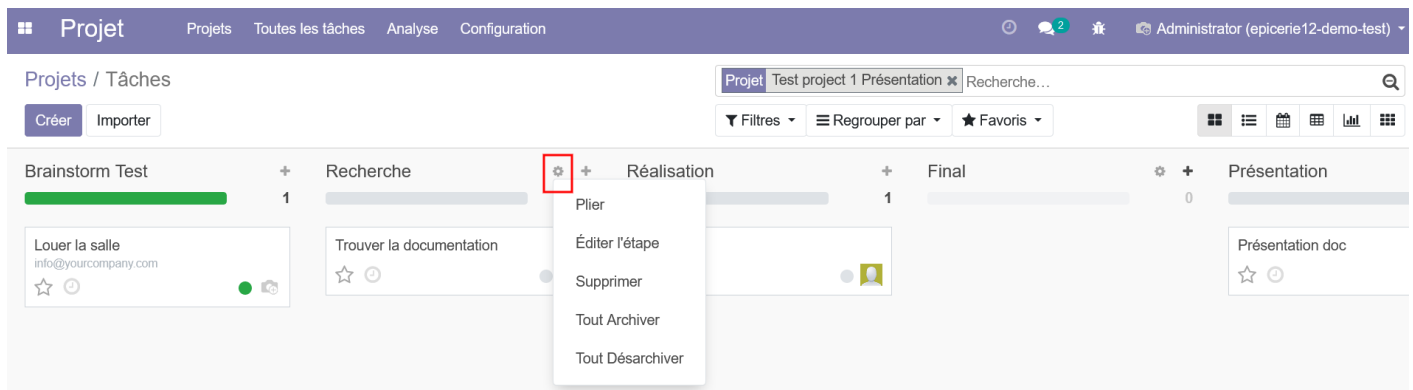 Projet Projets Toutes les tâches Analyse Configuration 2 Administrator (epicerie12-demo-test)
Projets / Tâches
Projet Test project 1 Présentation Recherche...
Créer Importer
Filtres Regrouper par Favoris
Brainstorm Test
1
Recherche
Réalisation
1
Final
0
Présentation
Plier
Éditer l'étape
Supprimer
Tout Archiver
Tout Désarchiver
Louer la salle
info@yourcompany.com
Trouver la documentation
Présentation doc